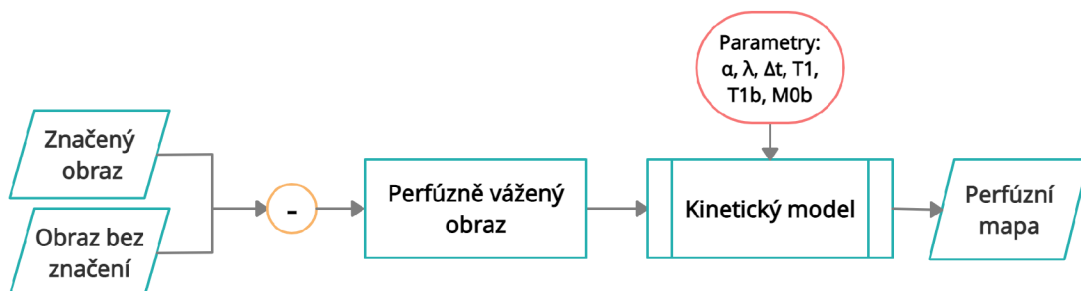 Parametry:
α, λ, Δt, T1,
T1b, M0b
Značený
obraz
Obraz bez
značení
-
Perfúzně vážený
obraz
Kinetický model
Perfúzní
mapa